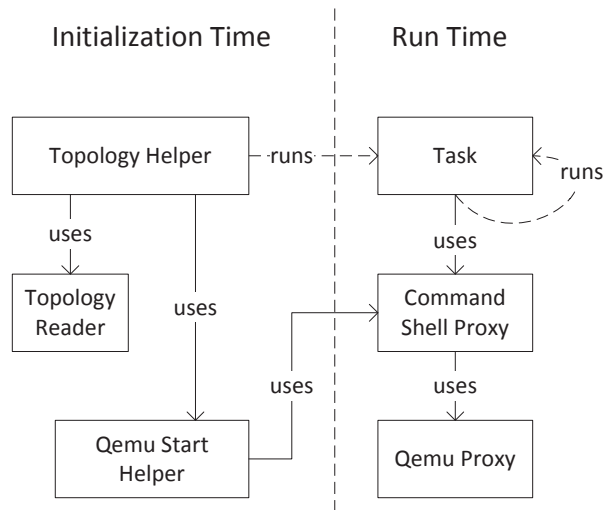 Initialization Time
Run Time
Topology Helper
runs
Task
runs
uses
uses
Topology
Reader
uses
Command
Shell Proxy
uses
uses
Qemu Start
Helper
Qemu Proxy